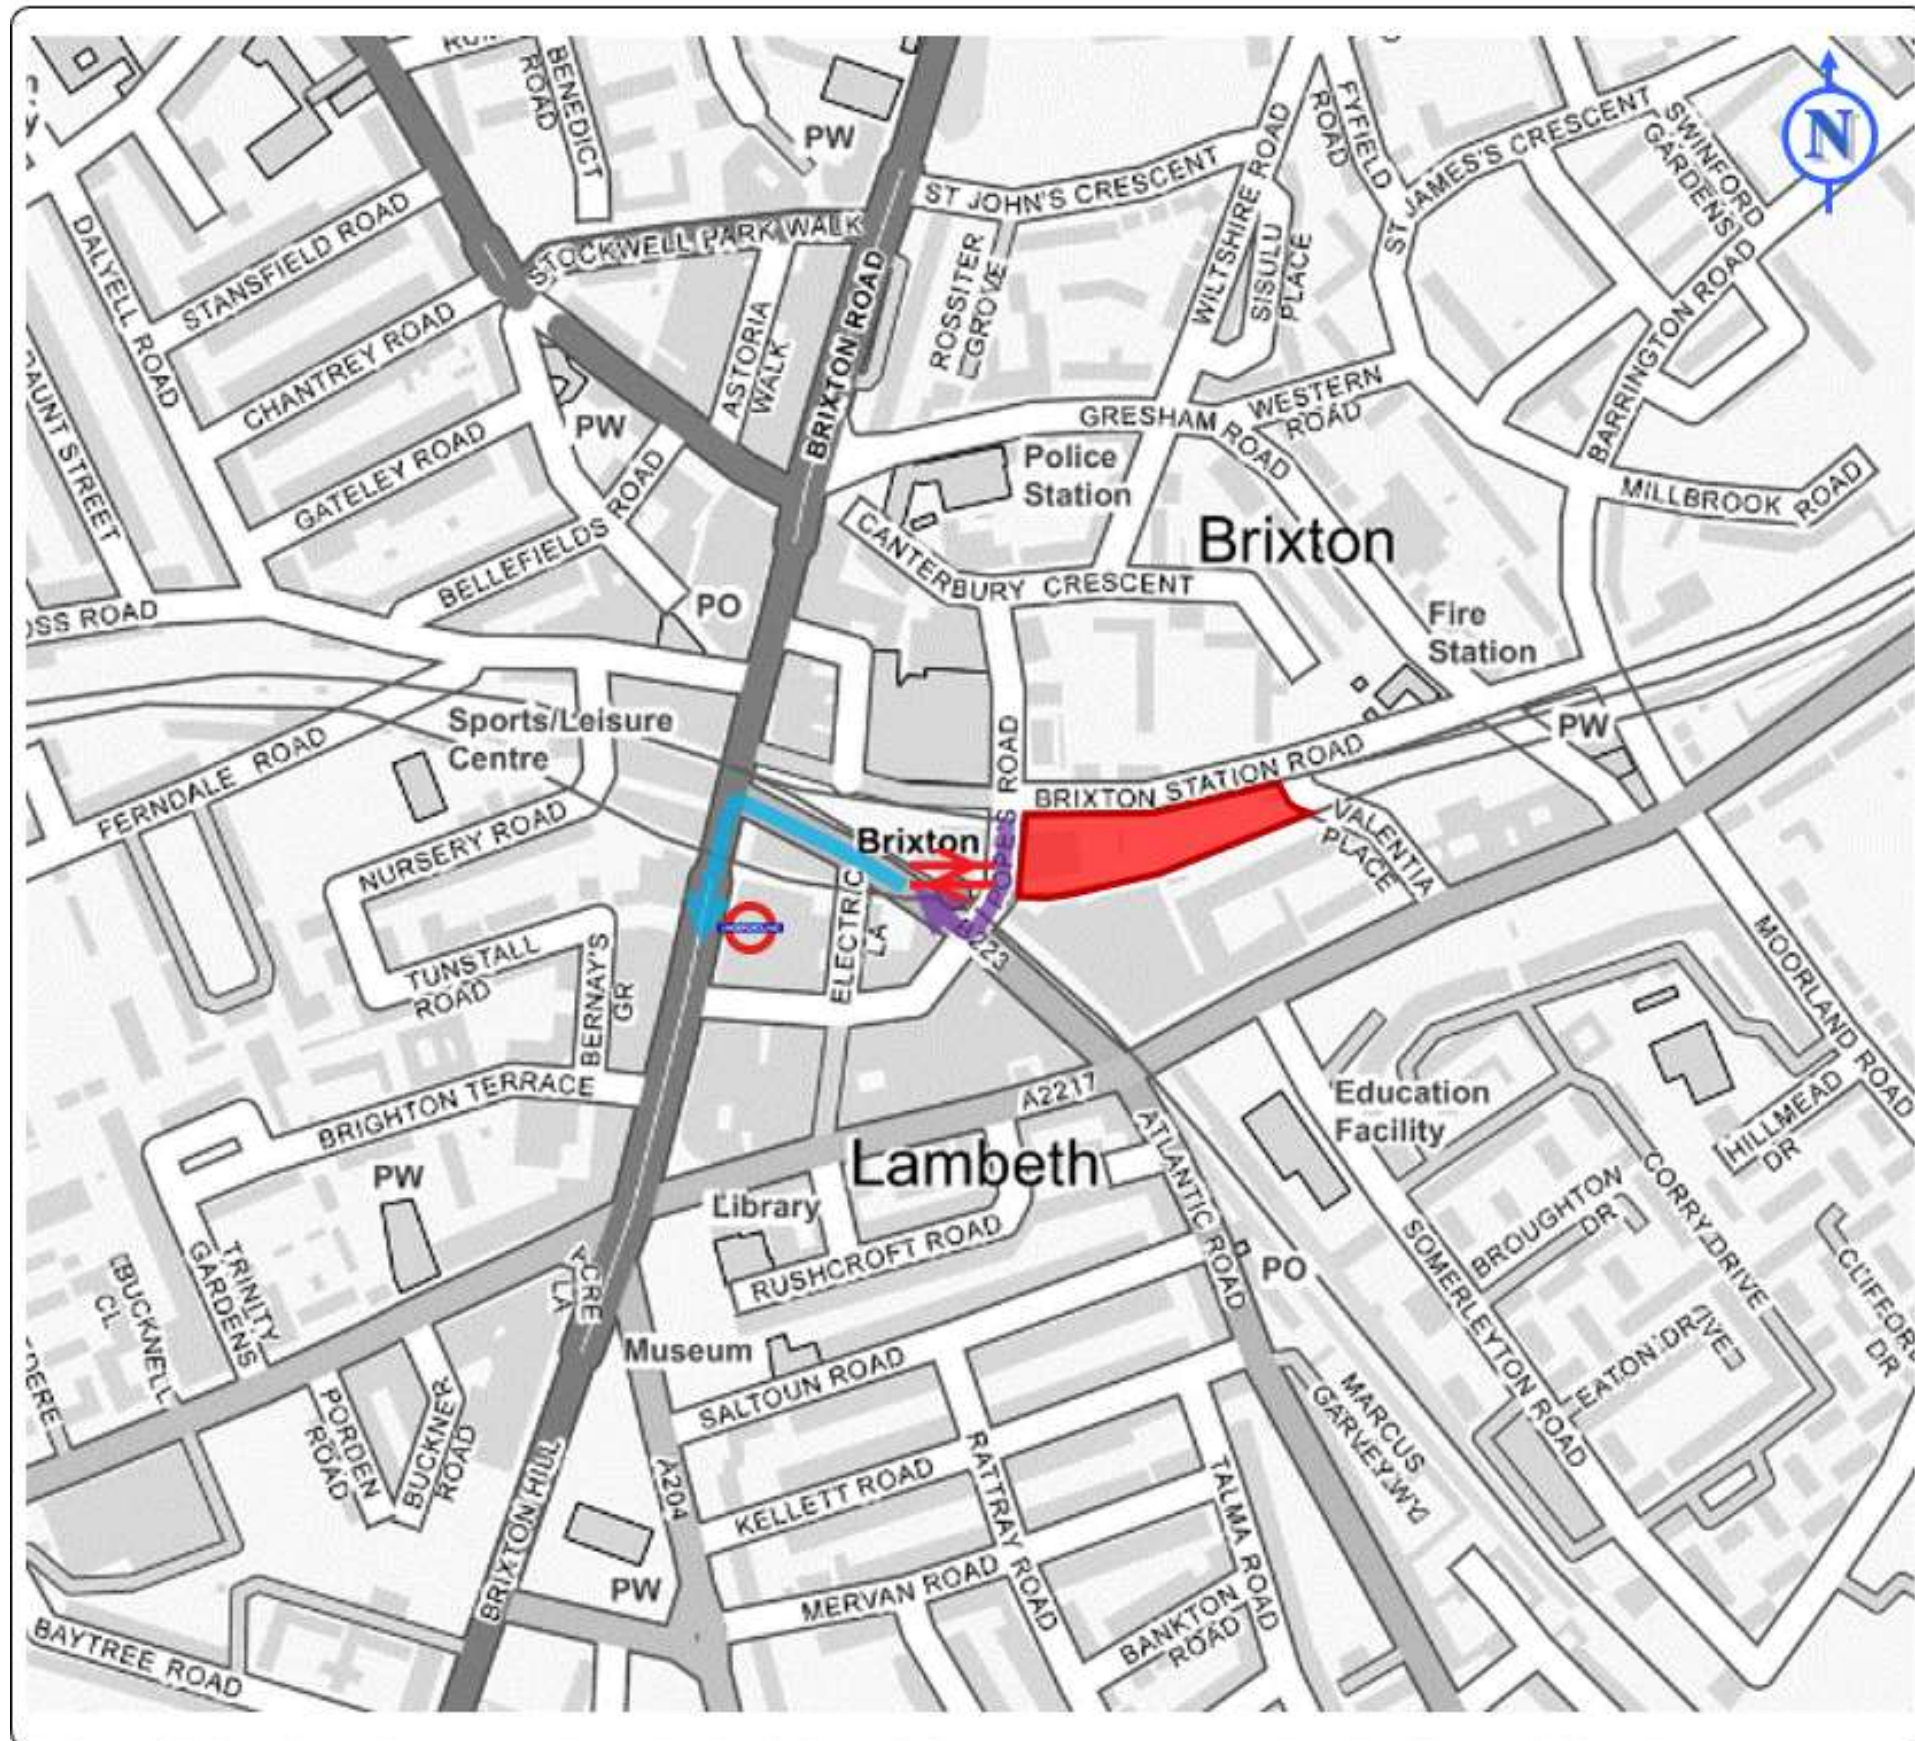 BENEDICT
ROAD
PW
N
FYFIELD
ROAD
ST JAMES'S CRESCENT
SWINFORD
GARDENS
ST JOHN'S CRESCENT
WILTSHIRE ROAD
SISULU
PLACE
DALYELL ROAD
STANSFIELD ROAD
STOCKWELL PARK WALK
BRIXTON ROAD
ROSSITER
GROVE
BARRINGTON ROAD
CHANTREY ROAD
ASTORIA
WALK
WESTERN
ROAD
GRESHAM ROAD
ROAD
PW
GATELEY ROAD
Police
Station
MILLBROOK ROAD
STREET
BELLEFIELDS ROAD
CANTERBURY CRESCENT
Brixton
PO
ROAD
Fire
Station
Sports/Leisure
Centre
PW
FERNDALE ROAD
ROAD
BRIXTON STATION ROAD
NURSERY ROAD
Brixton
VALENTIA
PLACE
ELECTRIC
LA
TUNSTALL
ROAD
BERNAY'S
GR
MOORLAND ROAD
BRIGHTON TERRACE
A2217
Education
Facility
HILLMEAD
DR
PW
Lambeth
ATLANTIC ROAD
Library
RUSHCROFT ROAD
CORRY DRIVE
BROUGHTON
DR
TRINITY
GARDENS
BUCKNELL
CL
ACRE
LA
PO
SOMERLEYTON ROAD
CLIFFORD
DR
Museum
SALTOUN ROAD
EATON DRIVE
MARCUS
GARVEY WY
PORDEN
ROAD
BUCKNER
ROAD
A204
KELLETT ROAD
RATTRAY ROAD
TALMA ROAD
BRIXTON HILL
PW
MERVAN ROAD
BANKTON
ROAD
BAYTREE ROAD